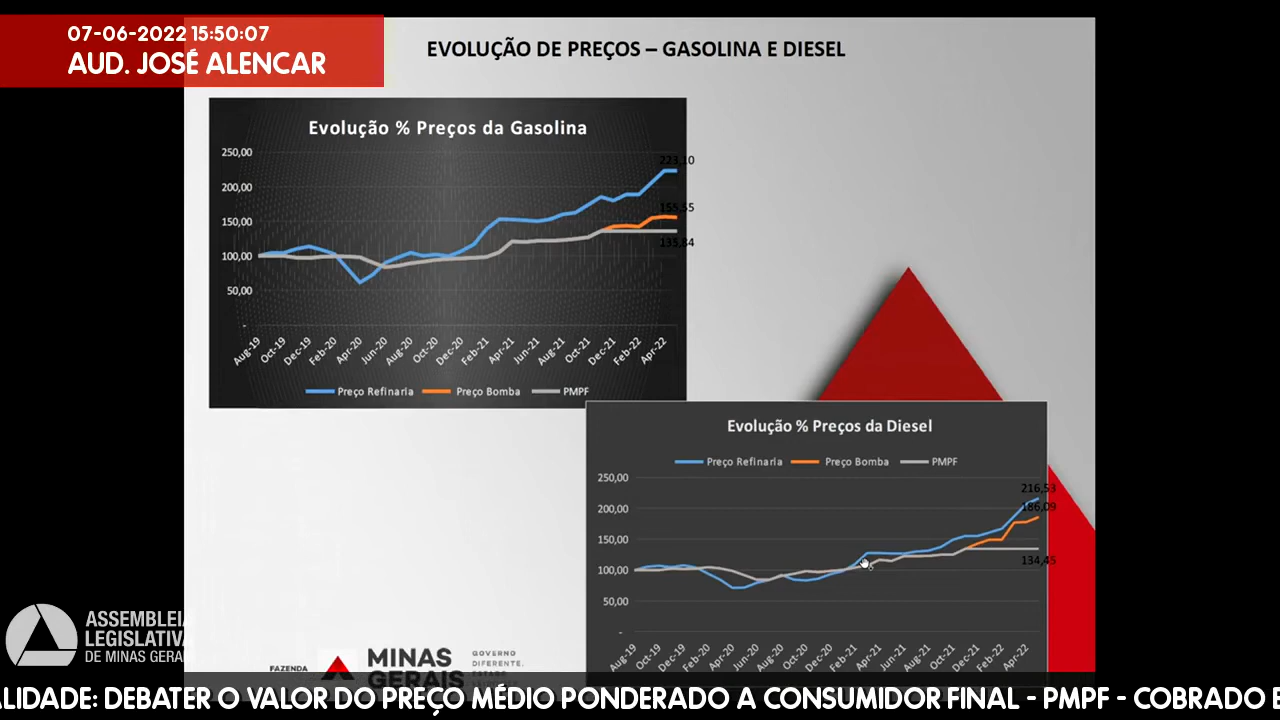 07-06-2022 15:50:07
AUD. JOSÉ ALENCAR
EVOLUÇÃO DE PREÇOS – GASOLINA E DIESEL
Evolução % Preços da Gasolina
250,00
200,00
150,00
100,00
50,00
-
223,10
155,55
135,84
Aug-19 Oct-19 Dec-19 Feb-20 Apr-20 Jun-20 Aug-20 Oct-20 Dec-20 Feb-21 Apr-21 Jun-21 Aug-21 Oct-21 Dec-21 Feb-22 Apr-22
Preço Refinaria Preço Bomba PMPF
Evolução % Preços da Diesel
Preço Refinaria Preço Bomba PMPF
250,00
200,00
150,00
100,00
50,00
-
216,53
186,09
134,45
Aug-19 Oct-19 Dec-19 Feb-20 Apr-20 Jun-20 Aug-20 Oct-20 Dec-20 Feb-21 Apr-21 Jun-21 Aug-21 Oct-21 Dec-21 Feb-22 Apr-22
ASSEMBLEIA
LEGISLATIVA
DE MINAS GERAIS
FAZENDA
MINAS
GERAIS
GOVERNO
DIFERENTE.
ESTADO
ALIDADE: DEBATER O VALOR DO PREÇO MÉDIO PONDERADO A CONSUMIDOR FINAL - PMPF - COBRADO E